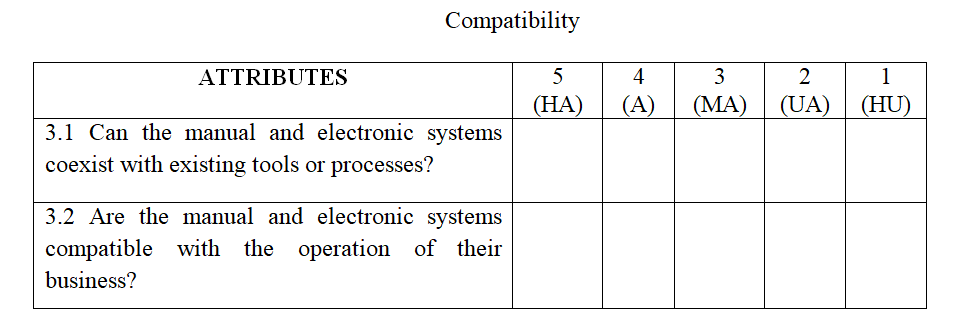 Compatibility
ATTRIBUTES 5 (HA) 4 (A) 3 (MA) 2 (UA) 1 (HU)
3.1 Can the manual and electronic systems
coexist with existing tools or processes?
3.2 Are the manual and electronic systems
compatible with the operation of their
business?